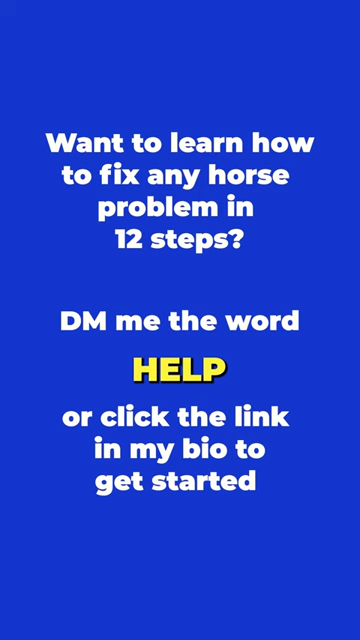 Want to learn how
to fix any horse
problem in
12 steps?
DM me the word
HELP
or click the link
in my bio to
get started